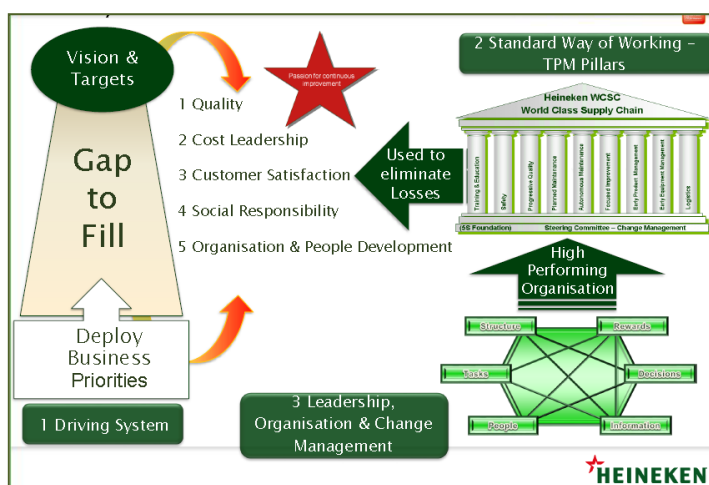 Vision &
Targets
Gap
to
Fill
Deploy
Business
Priorities
1 Driving System
Passion for continuous
improvement
1 Quality
2 Cost Leadership
3 Customer Satisfaction
4 Social Responsibility
5 Organisation & People Development
Used to
eliminate
Losses
2 Standard Way of Working –
TPM Pillars
Heineken WCSC
World Class Supply Chain
Training & Education
Safety
Progressive Quality
Planned Maintenance
Autonomous Maintenance
Focused Improvement
Early Product Management
Early Equipment Management
Logistics
(5S Foundation) Steering Committee – Change Management
High
Performing
Organisation
Structure
Rewards
Tasks
Decisions
People
Information
3 Leadership,
Organisation & Change
Management
HEINEKEN